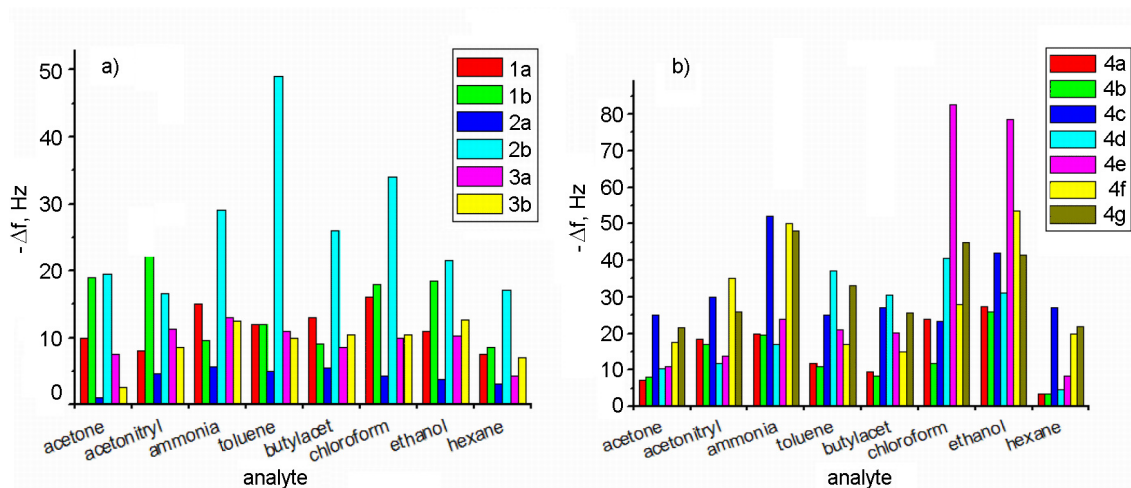 a)
- Δf, Hz
50
40
30
20
10
0
1a
1b
2a
2b
3a
3b
acetone
acetonitryl
ammonia
toluene
butylacet
chloroform
ethanol
hexane
analyte
b)
- Δf, Hz
80
70
60
50
40
30
20
10
0
4a
4b
4c
4d
4e
4f
4g
acetone
acetonitryl
ammonia
toluene
butylacet
chloroform
ethanol
hexane
analyte